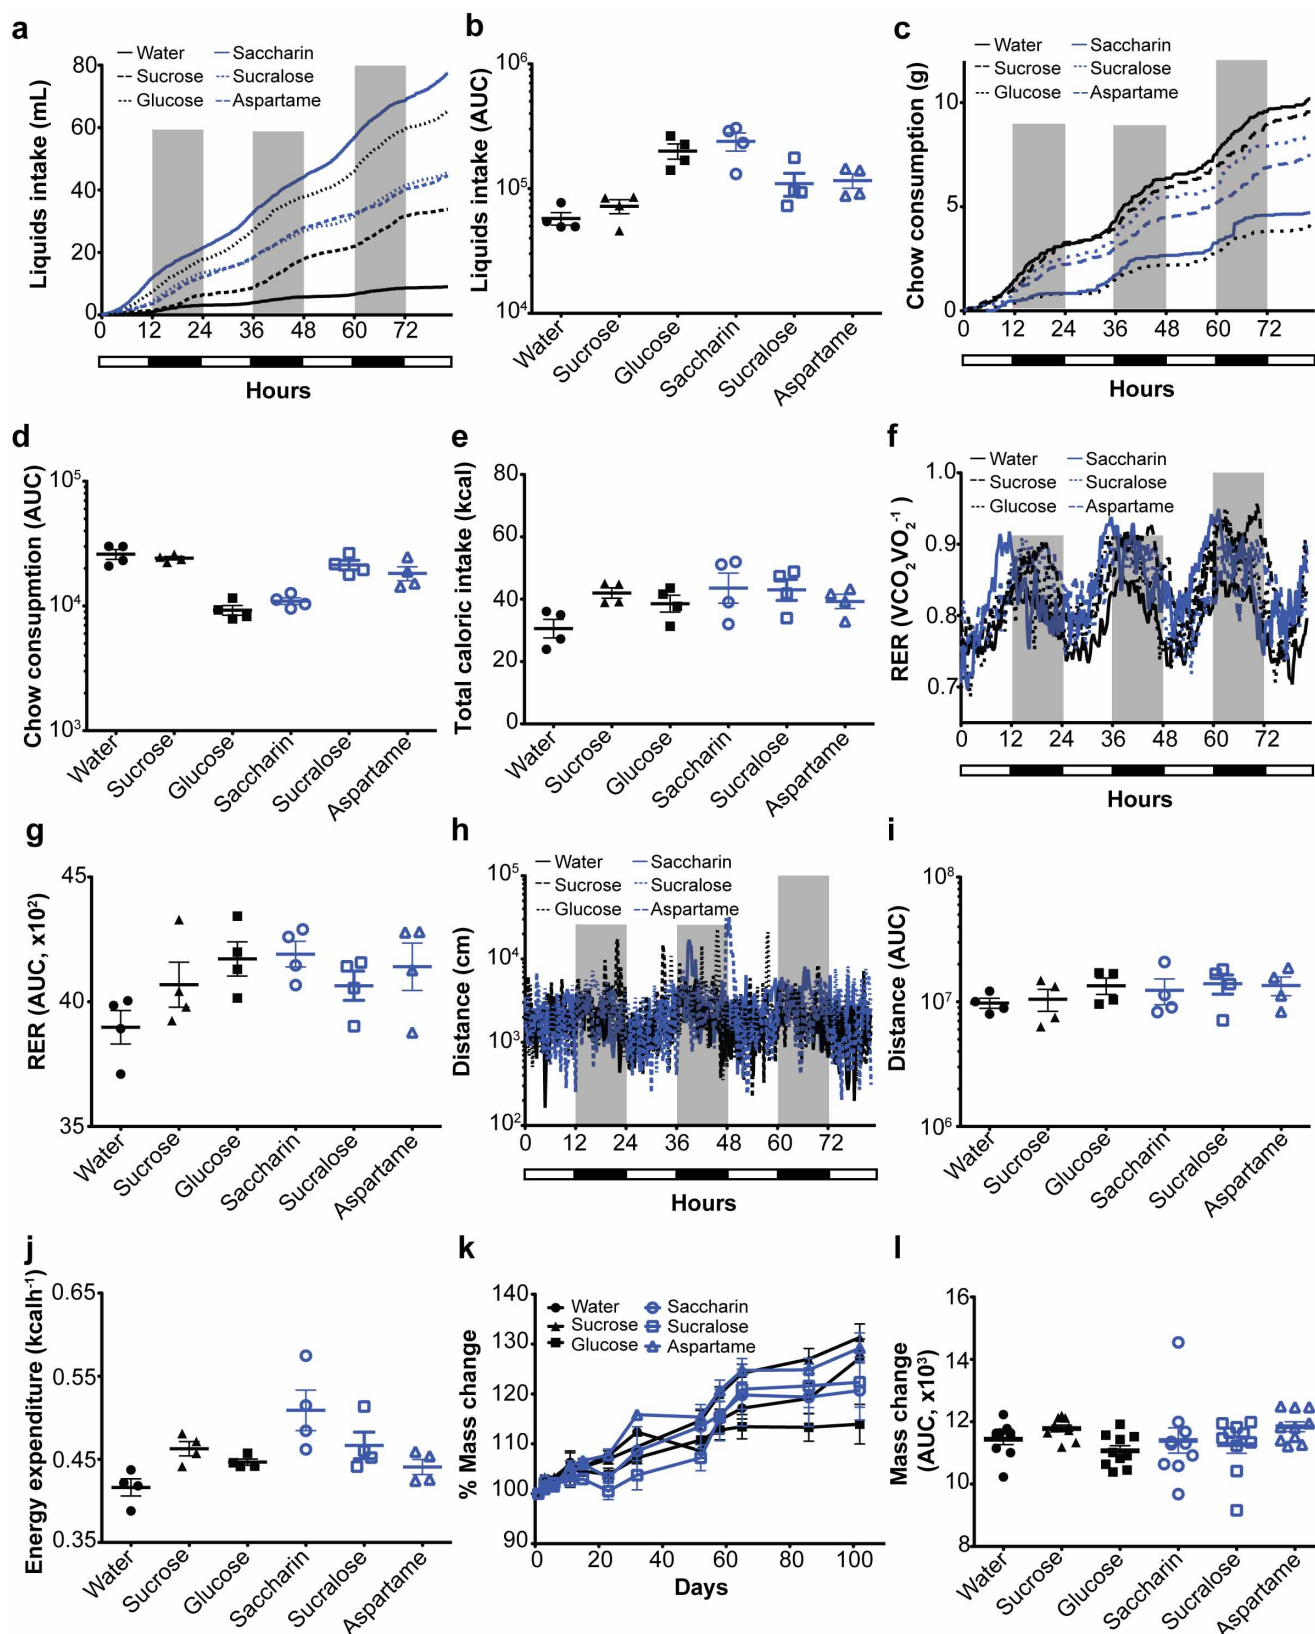 a
Liquids intake (mL)
Water
Sucrose
Glucose
Saccharin
Sucralose
Aspartame
80
60
40
20
0
0 12 24 36 48 60 72
Hours
b
Liquids intake (AUC)
10⁶
10⁵
10⁴
Water
Sucrose
Glucose
Saccharin
Sucralose
Aspartame
c
Chow consumption (g)
Water
Sucrose
Glucose
Saccharin
Sucralose
Aspartame
10
5
0
0 12 24 36 48 60 72
Hours
d
Chow consupmtion (AUC)
10⁵
10⁴
10³
Water
Sucrose
Glucose
Saccharin
Sucralose
Aspartame
e
Total caloric intake (kcal)
80
60
40
20
0
Water
Sucrose
Glucose
Saccharin
Sucralose
Aspartame
f
RER (VCO₂VO₂⁻¹ )
Water
Sucrose
Glucose
Saccharin
Sucralose
Aspartame
1.0
0.9
0.8
0.7
0 12 24 36 48 60 72
Hours
g
RER (AUC, x10²)
45
40
35
Water
Sucrose
Glucose
Saccharin
Sucralose
Aspartame
h
Distance (cm)
Water
Sucrose
Glucose
Saccharin
Sucralose
Aspartame
10⁵
10⁴
10³
10²
0 12 24 36 48 60 72
Hours
i
Distance (AUC)
10⁸
10⁷
10⁶
Water
Sucrose
Glucose
Saccharin
Sucralose
Aspartame
j
Energy expenditure (kcalh⁻¹)
0.65
0.55
0.45
0.35
Water
Sucrose
Glucose
Saccharin
Sucralose
Aspartame
k
% Mass change
Water
Sucrose
Glucose
Saccharin
Sucralose
Aspartame
140
130
120
110
100
90
0 20 40 60 80 100
Days
l
Mass change
(AUC, x10³)
16
14
12
10
8
Water
Sucrose
Glucose
Saccharin
Sucralose
Aspartame